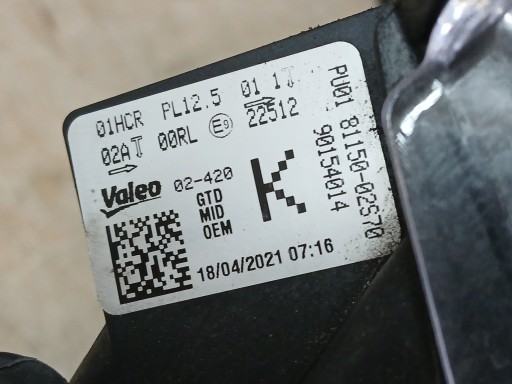 01HCR PL12.5 01 1T
02AT 00RL E9 22512
Valeo 02-420 K
GTD
MID
OEM
18/04/2021 07:16
PU01 81150-02S70
90154014